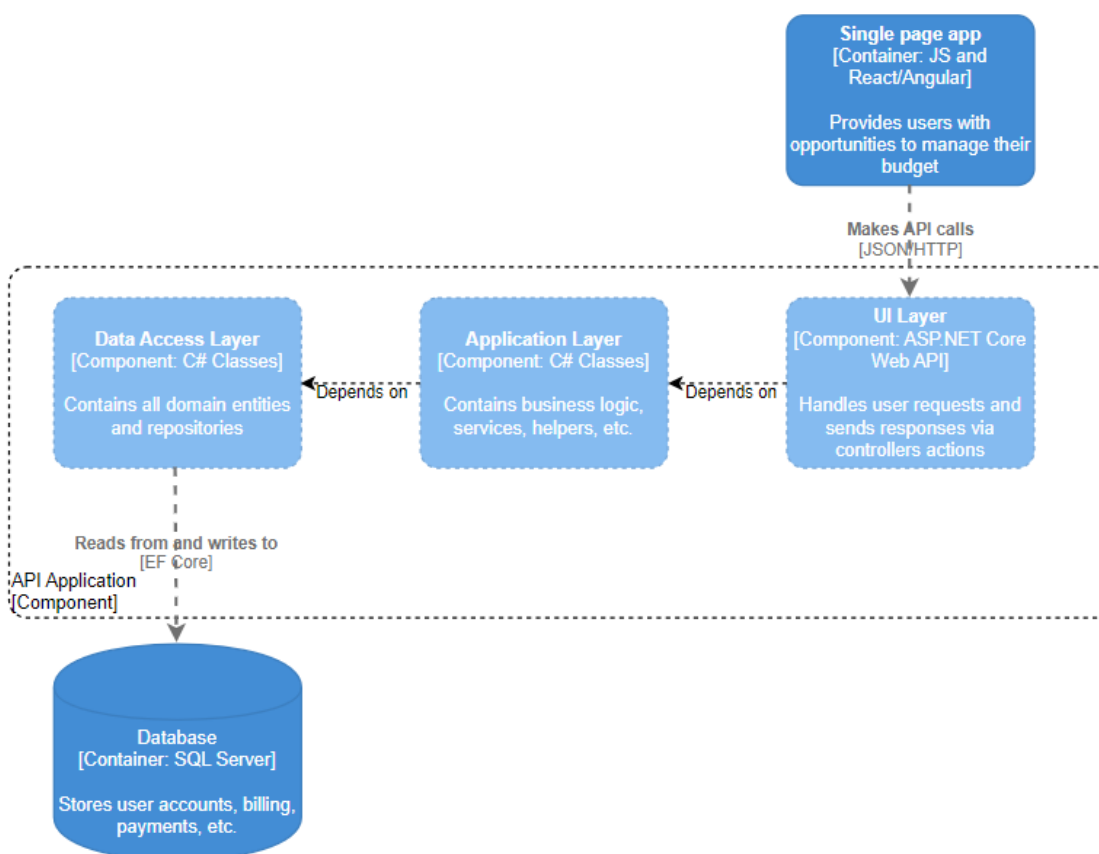 Single page app
[Container: JS and
React/Angular]
Provides users with
opportunities to manage their
budget
Makes API calls
[JSON/HTTP]
Data Access Layer
[Component: C# Classes]
Contains all domain entities
and repositories
Depends on
Application Layer
[Component: C# Classes]
Contains business logic,
services, helpers, etc.
Depends on
UI Layer
[Component: ASP.NET Core
Web API]
Handles user requests and
sends responses via
controllers actions
Reads from and writes to
[EF Core]
API Application
[Component]
Database
[Container: SQL Server]
Stores user accounts, billing,
payments, etc.